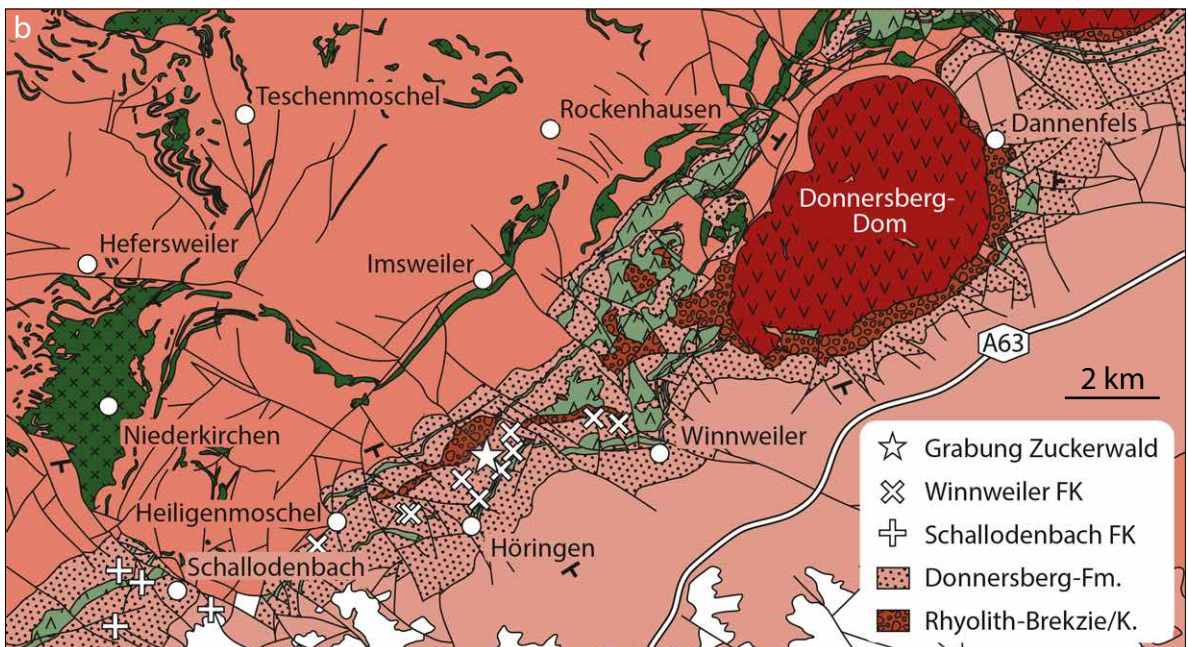 b
Teschenmoschel
Rockenhausen
Dannenfels
Donnersberg-
Dom
Hefersweiler
Imsweiler
A63
2 km
Niederkirchen
Winnweiler
Heiligenmoschel
Höringen
Schallodenbach
Grabung Zuckerwald
Winnweiler FK
Schallodenbach FK
Donnersberg-Fm.
Rhyolith-Brekzie/K.